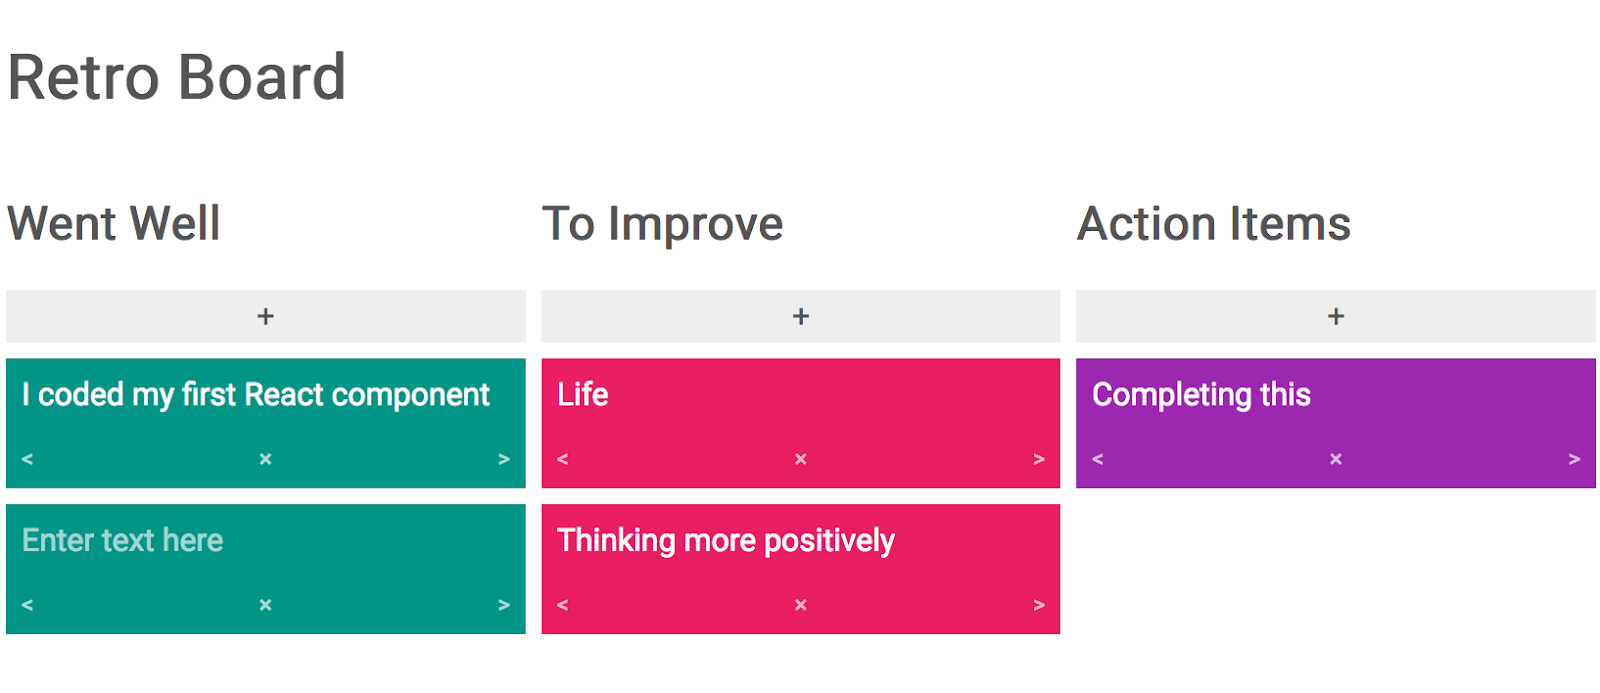 Retro Board
Went Well
+
I coded my first React component
< × >
Enter text here
< × >
To Improve
+
Life
< × >
Thinking more positively
< × >
Action Items
+
Completing this
< × >